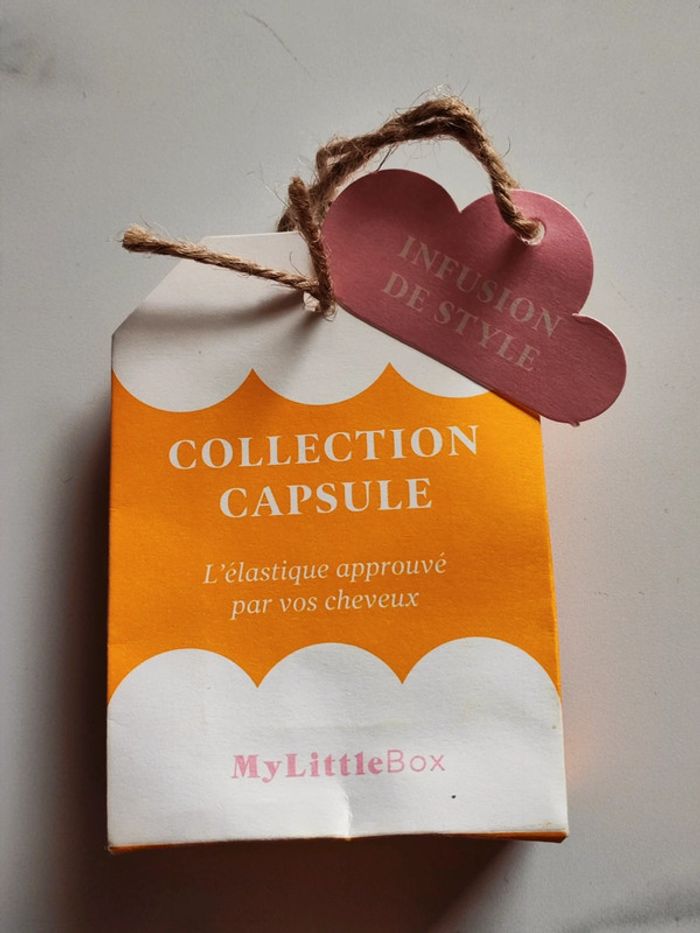 INFUSION
DE STYLE
COLLECTION
CAPSULE
L'élastique approuvé
par vos cheveux
MyLittleBox